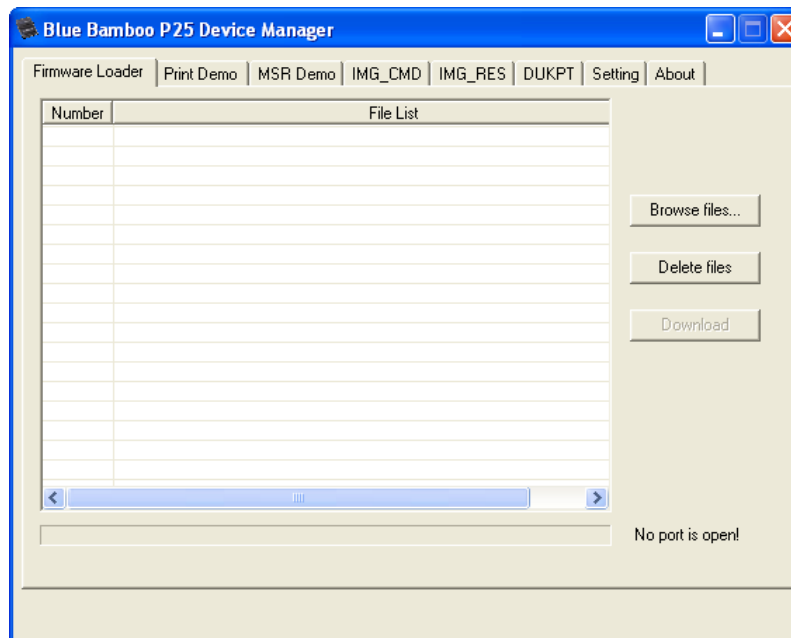 Blue Bamboo P25 Device Manager
Firmware Loader Print Demo MSR Demo IMG_CMD IMG_RES DUKPT Setting About
Number File List
Browse files...
Delete files
Download
No port is open!